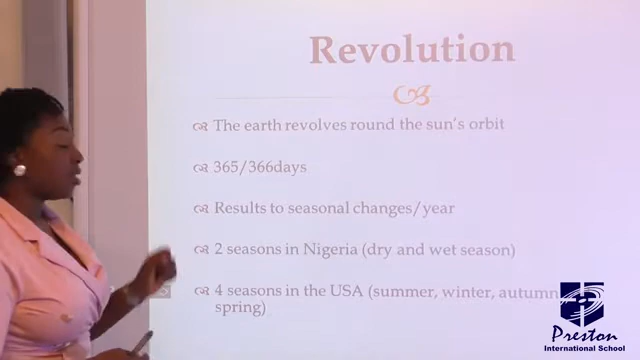 Revolution
The earth revolves round the sun's orbit
365/366days
Results to seasonal changes/year
2 seasons in Nigeria (dry and wet season)
4 seasons in the USA (summer, winter, autumn
spring)
Preston
International School